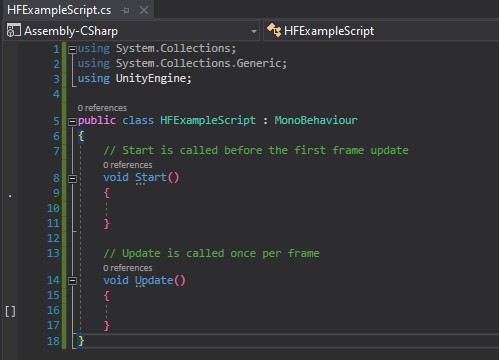 HFExampleScript.cs
Assembly-CSharp
HFExampleScript
1 using System.Collections;
2 using System.Collections.Generic;
3 using UnityEngine;
4
0 references
5 public class HFExampleScript : MonoBehaviour
6 {
7 // Start is called before the first frame update
0 references
8 void Start()
9 {
10
11 }
12
13 // Update is called once per frame
0 references
14 void Update()
15 {
16
17 }
18 }